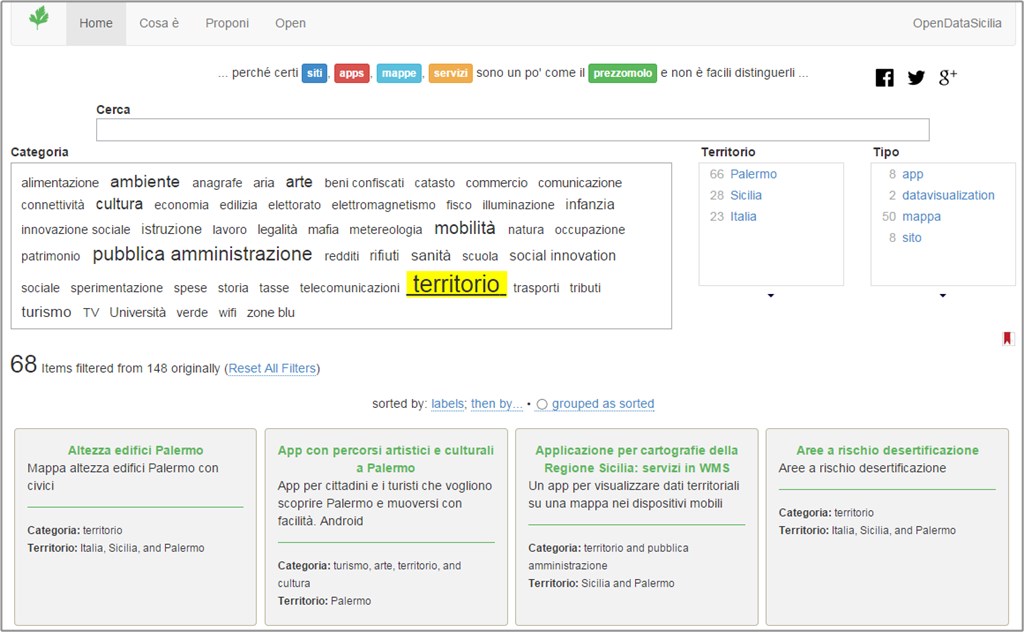 Home Cosa è Proponi Open OpenDataSicilia
... perché certi siti, apps, mappe, servizi sono un po' come il prezzomolo e non è facili distinguerli ...
Cerca
Categoria
alimentazione ambiente anagrafe aria arte beni confiscati catasto commercio comunicazione
connettività cultura economia edilizia elettorato elettromagnetismo fisco illuminazione infanzia
innovazione sociale istruzione lavoro legalità mafia metereologia mobilità natura occupazione
patrimonio pubblica amministrazione redditi rifiuti sanità scuola social innovation
sociale sperimentazione spese storia tasse telecomunicazioni territorio trasporti tributi
turismo TV Università verde wifi zone blu
Territorio
66 Palermo
28 Sicilia
23 Italia
Tipo
8 app
2 datavisualization
50 mappa
8 sito
68 Items filtered from 148 originally (Reset All Filters)
sorted by: labels; then by... • grouped as sorted
Altezza edifici Palermo
Mappa altezza edifici Palermo con
civici
Categoria: territorio
Territorio: Italia, Sicilia, and Palermo
App con percorsi artistici e culturali
a Palermo
App per cittadini e i turisti che vogliono
scoprire Palermo e muoversi con
facilità. Android
Categoria: turismo, arte, territorio, and
cultura
Territorio: Palermo
Applicazione per cartografie della
Regione Sicilia: servizi in WMS
Un app per visualizzare dati territoriali
su una mappa nei dispositivi mobili
Categoria: territorio and pubblica
amministrazione
Territorio: Sicilia and Palermo
Aree a rischio desertificazione
Aree a rischio desertificazione
Categoria: territorio
Territorio: Italia, Sicilia, and Palermo